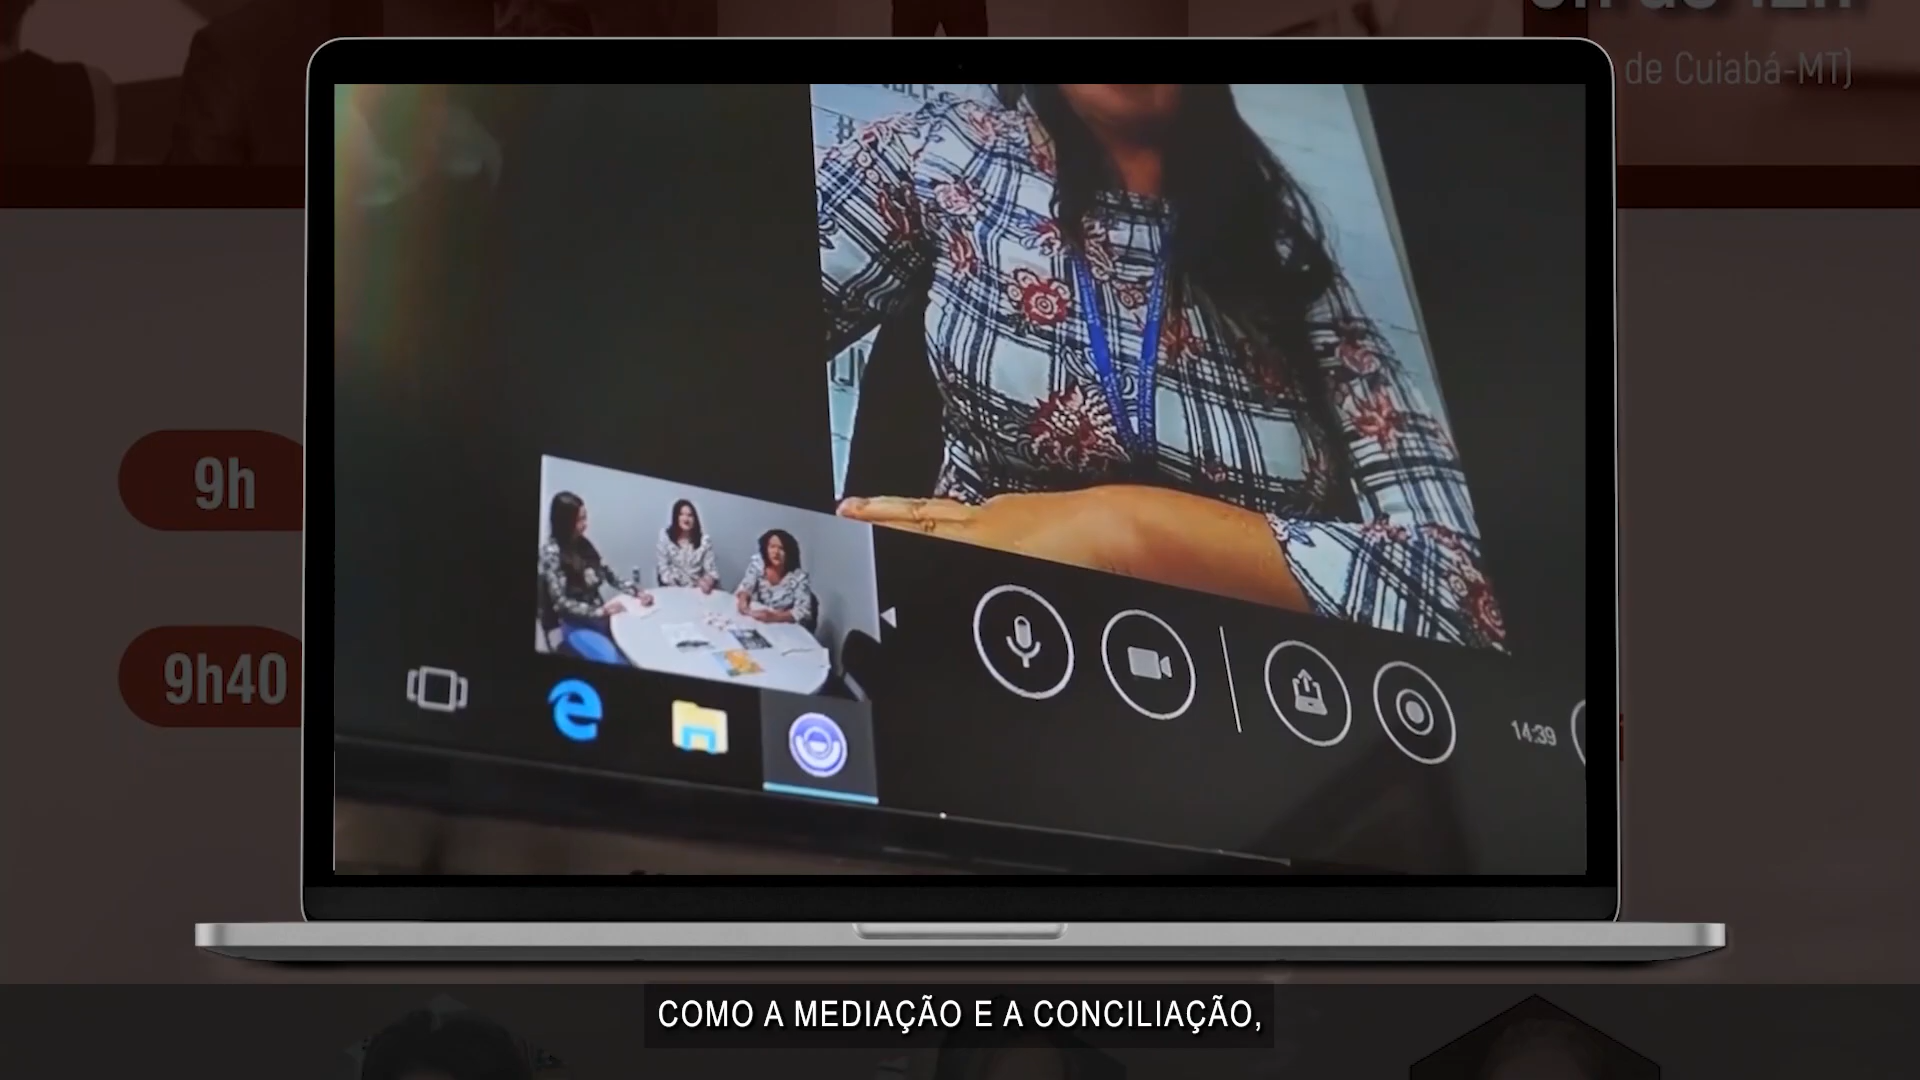 de Cuiabá-MT)
9h
9h40
14:39
COMO A MEDIAÇÃO E A CONCILIAÇÃO,